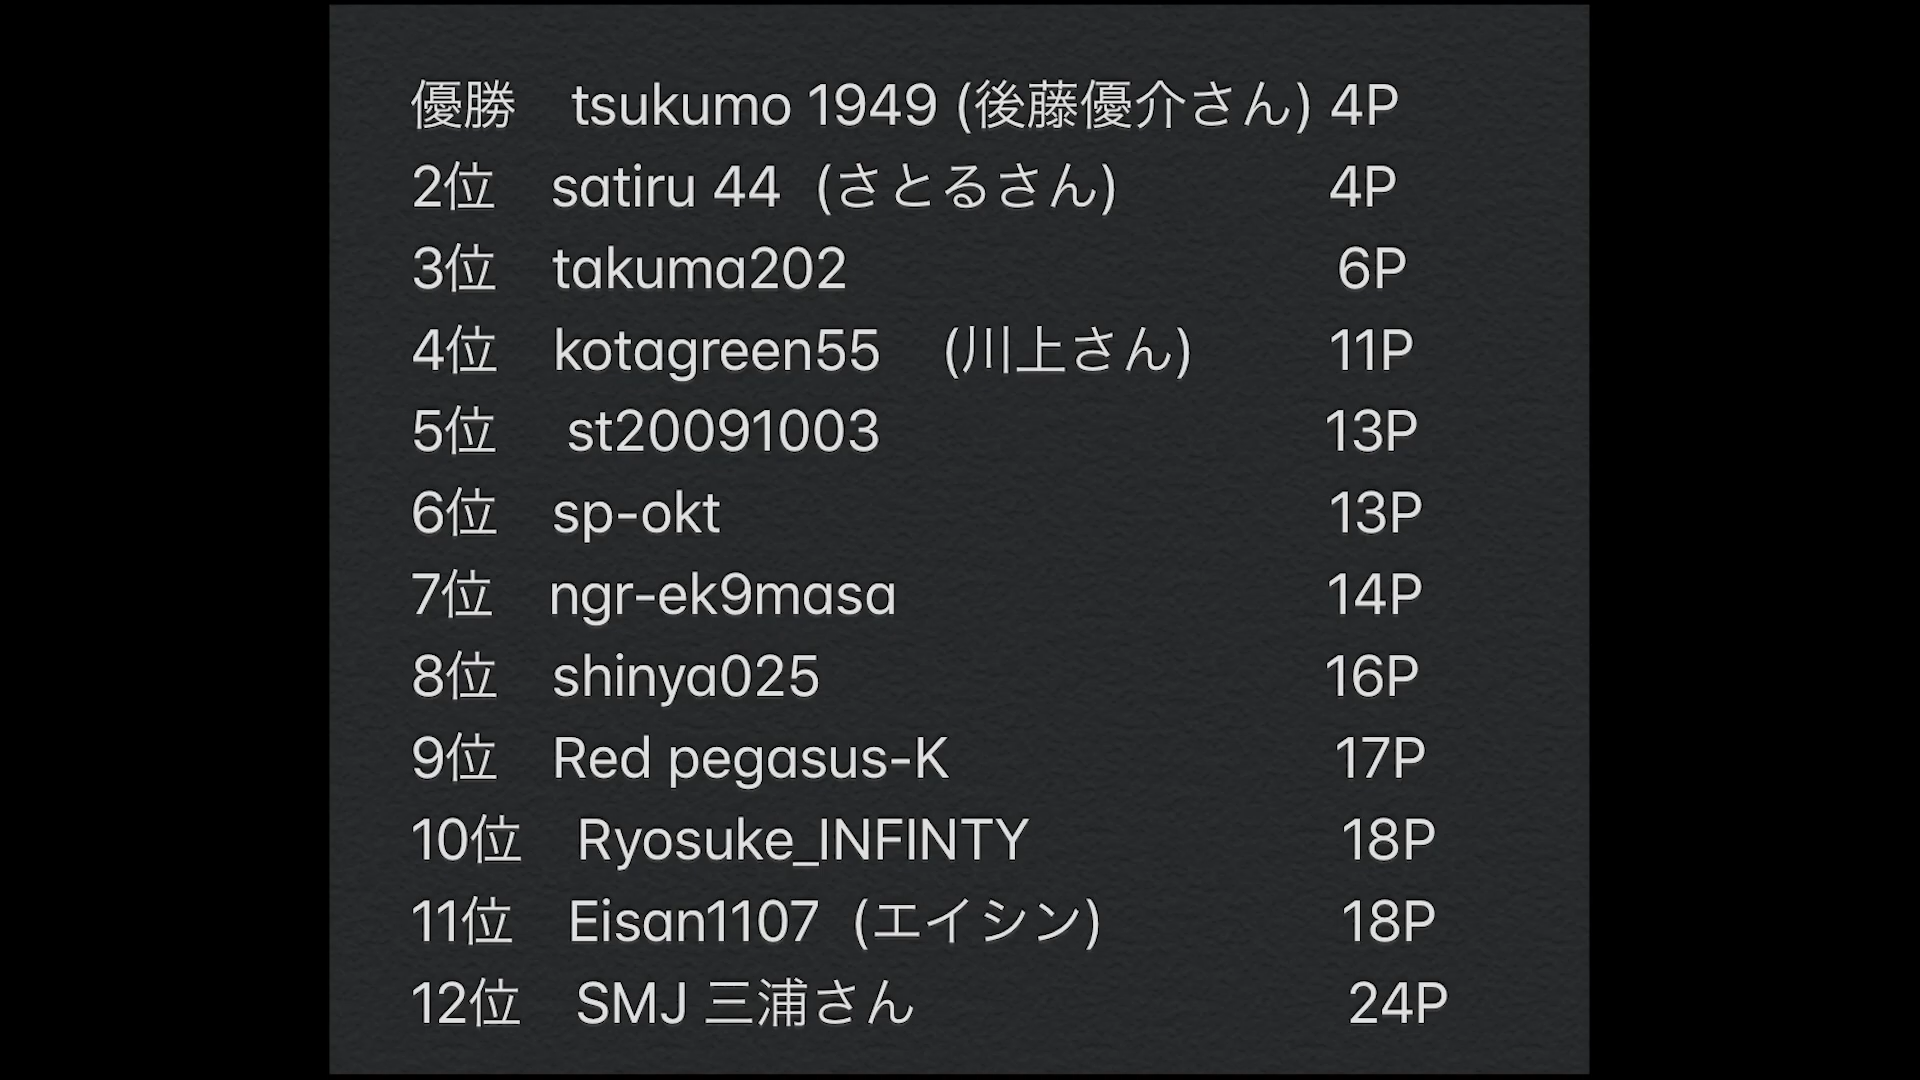 優勝 tsukumo 1949 (後藤優介さん) 4P
2位 satiru 44 (さとるさん) 4P
3位 takuma202 6P
4位 kotagreen55 (川上さん) 11P
5位 st20091003 13P
6位 sp-okt 13P
7位 ngr-ek9masa 14P
8位 shinya025 16P
9位 Red pegasus-K 17P
10位 Ryosuke_INFINTY 18P
11位 Eisan1107 (エイシン) 18P
12位 SMJ 三浦さん 24P